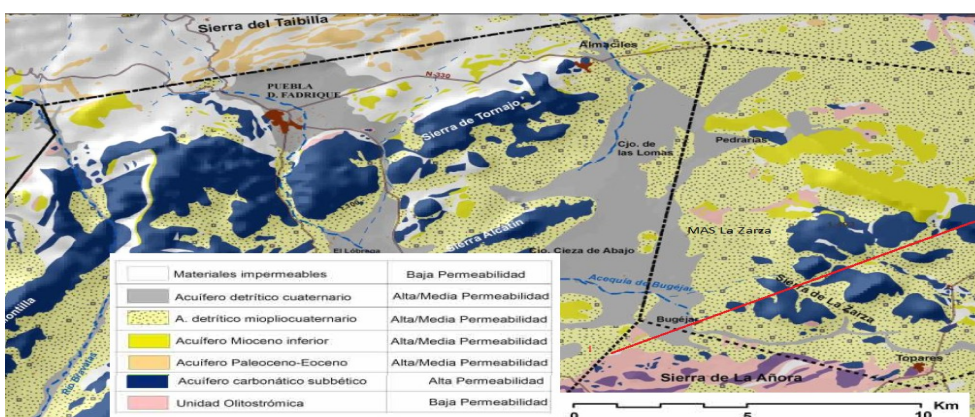 Sierra del Taibilla
Almaciles
N-330
PUEBLA
D. FADRIQUE
Sierra de Tornajo
Cjo. de
las Lomas
Pedrarias
MAS La Zarza
Sierra Alcatín
El Lóbrega
Cjo. Cieza de Abajo
Acequia de Bugéjar
Sierra de La Zarza
Bugéjar
Topares
Sierra de La Añora
Río Bravatas
Materiales impermeables Baja Permeabilidad
Acuífero detrítico cuaternario Alta/Media Permeabilidad
A. detrítico miopliocuaternario Alta/Media Permeabilidad
Acuífero Mioceno inferior Alta/Media Permeabilidad
Acuífero Paleoceno-Eoceno Alta/Media Permeabilidad
Acuífero carbonático subbético Alta Permeabilidad
Unidad Olitostrómica Baja Permeabilidad
Km
0 5 10